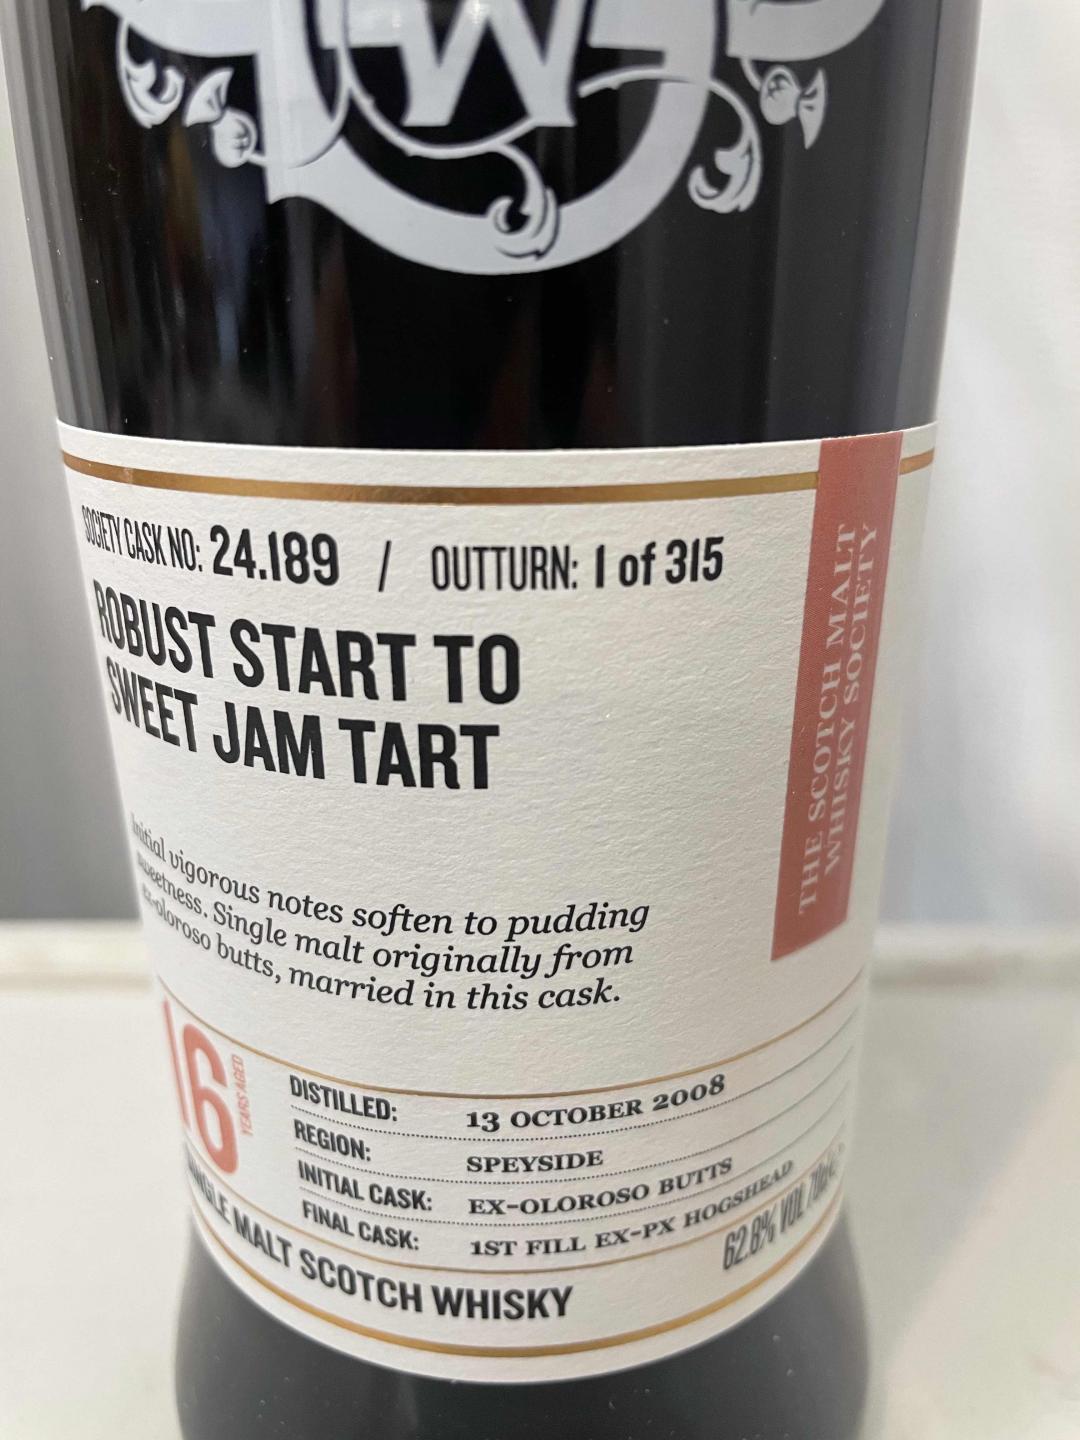 W
SOCIETY CASK NO: 24.189 / OUTTURN: 1 of 315
ROBUST START TO
SWEET JAM TART
Initial vigorous notes soften to pudding
sweetness. Single malt originally from
ex-oloroso butts, married in this cask.
16 YEARS AGED
DISTILLED: 13 OCTOBER 2008
REGION: SPEYSIDE
INITIAL CASK: EX-OLOROSO BUTTS
FINAL CASK: 1ST FILL EX-PX HOGSHEAD
SINGLE MALT SCOTCH WHISKY
62.8% VOL 70cl
THE SCOTCH MALT
WHISKY SOCIETY